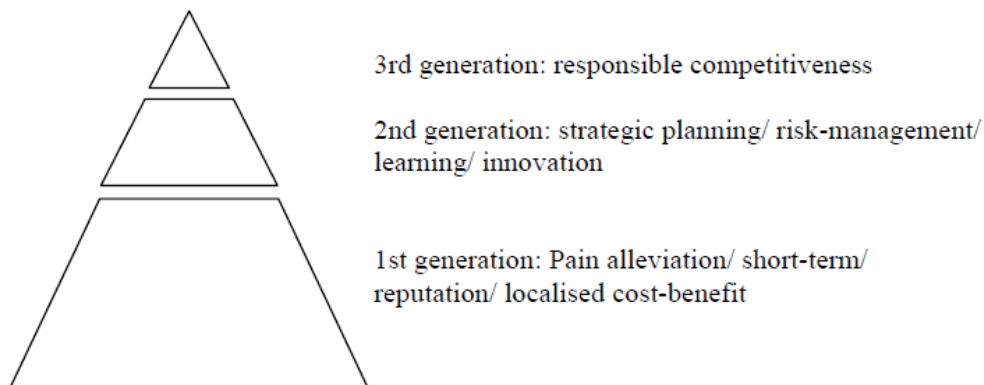 3rd generation: responsible competitiveness
2nd generation: strategic planning/ risk-management/
learning/ innovation
1st generation: Pain alleviation/ short-term/
reputation/ localised cost-benefit